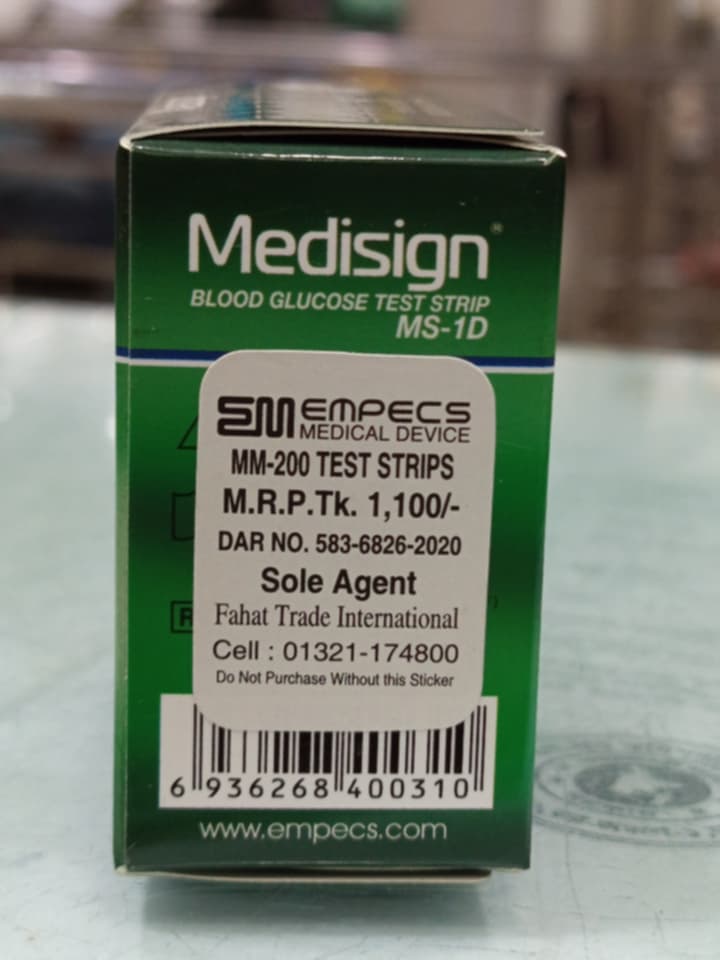 Medisign®
BLOOD GLUCOSE TEST STRIP
MS-1D
EMPECS
MEDICAL DEVICE
MM-200 TEST STRIPS
M.R.P.Tk. 1,100/-
DAR NO. 583-6826-2020
Sole Agent
Fahat Trade International
Cell : 01321-174800
Do Not Purchase Without this Sticker
6 936268 400310
www.empecs.com